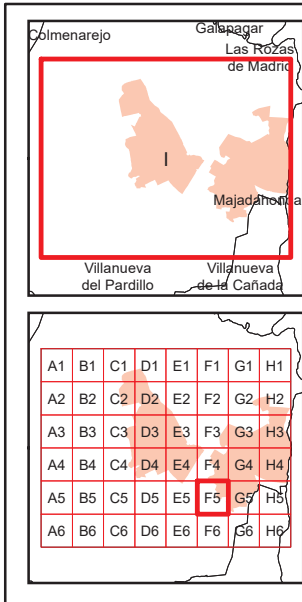 Galapagar
Colmenarejo
Las Rozas
de Madrid
I
Majadahonda
Villanueva
del Pardillo
Villanueva
de la Cañada
A1 B1 C1 D1 E1 F1 G1 H1
A2 B2 C2 D2 E2 F2 G2 H2
A3 B3 C3 D3 E3 F3 G3 H3
A4 B4 C4 D4 E4 F4 G4 H4
A5 B5 C5 D5 E5 F5 G5 H5
A6 B6 C6 D6 E6 F6 G6 H6